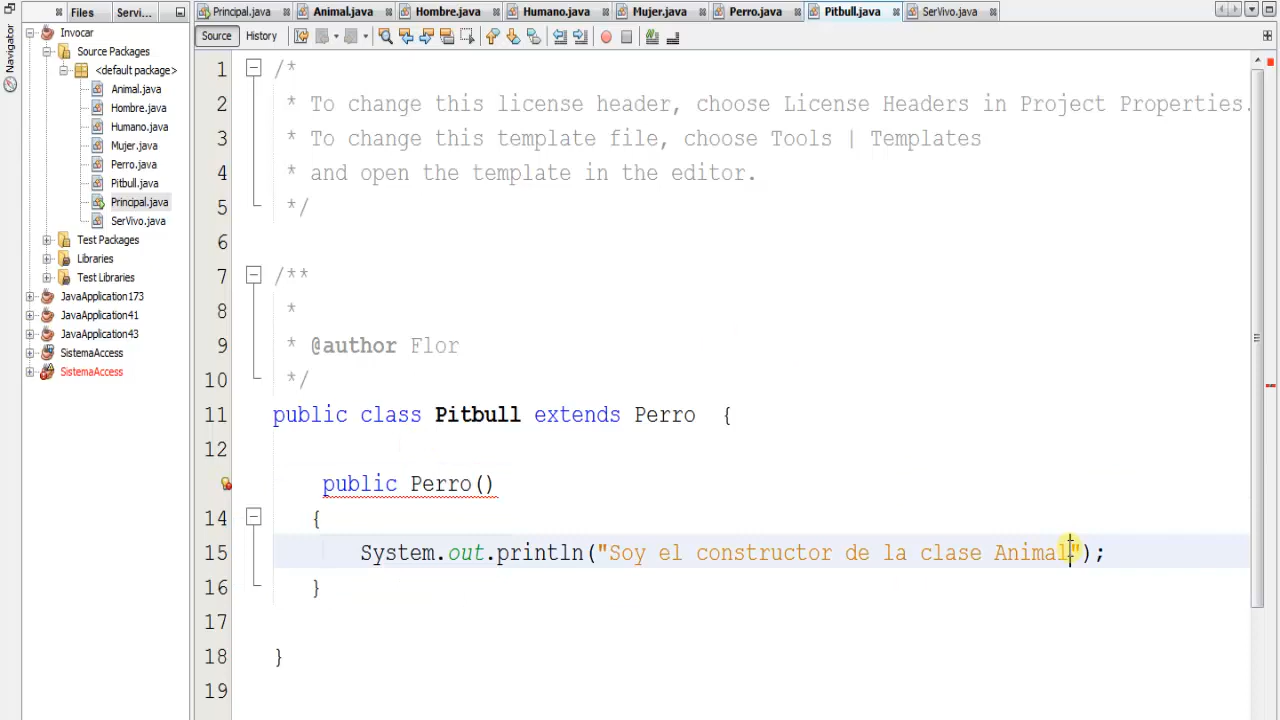 Files
Servi...
Principal.java
Animal.java
Hombre.java
Humano.java
Mujer.java
Perro.java
Pitbull.java
SerVivo.java
Navigator
Source
History
Invocar
Source Packages
<default package>
Animal.java
Hombre.java
Humano.java
Mujer.java
Perro.java
Pitbull.java
Principal.java
SerVivo.java
Test Packages
Libraries
Test Libraries
JavaApplication173
JavaApplication41
JavaApplication43
SistemaAccess
SistemaAccess
1 /*
2 * To change this license header, choose License Headers in Project Properties.
3 * To change this template file, choose Tools | Templates
4 * and open the template in the editor.
5 */
6
7 /**
8 *
9 * @author Flor
10 */
11 public class Pitbull extends Perro {
12
public Perro()
14 {
15 System.out.println("Soy el constructor de la clase Animal");
16 }
17
18 }
19